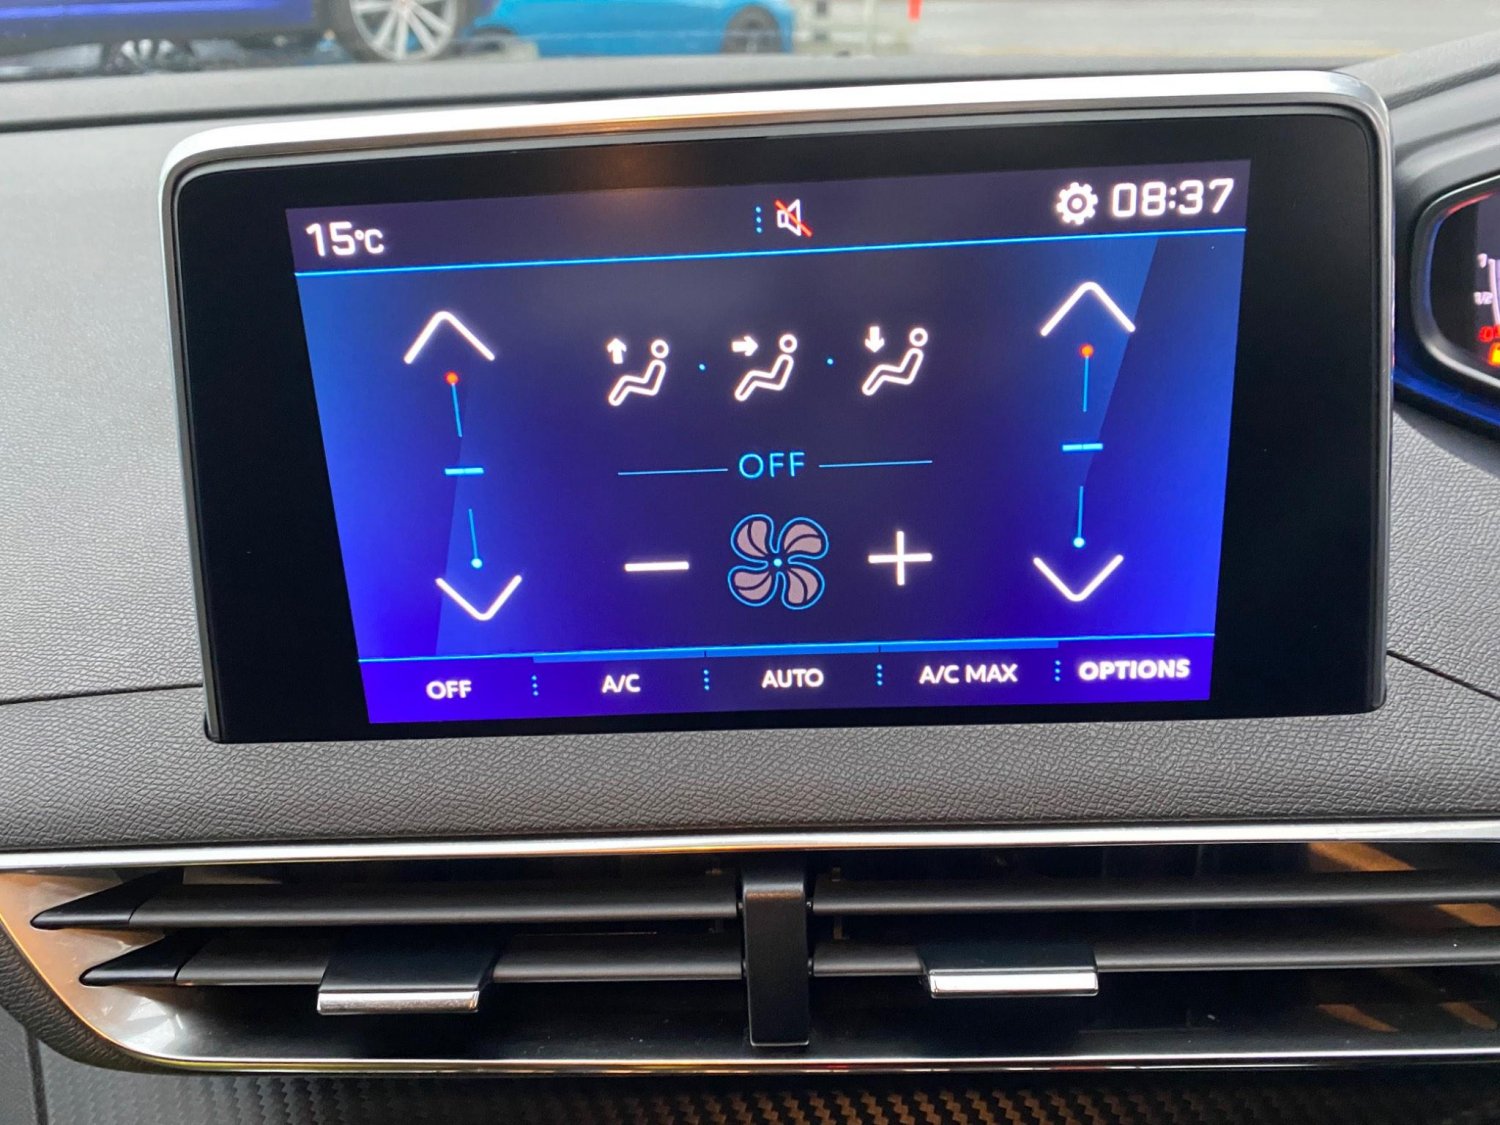 15°C
08:37
OFF
OFF
A/C
AUTO
A/C MAX
OPTIONS